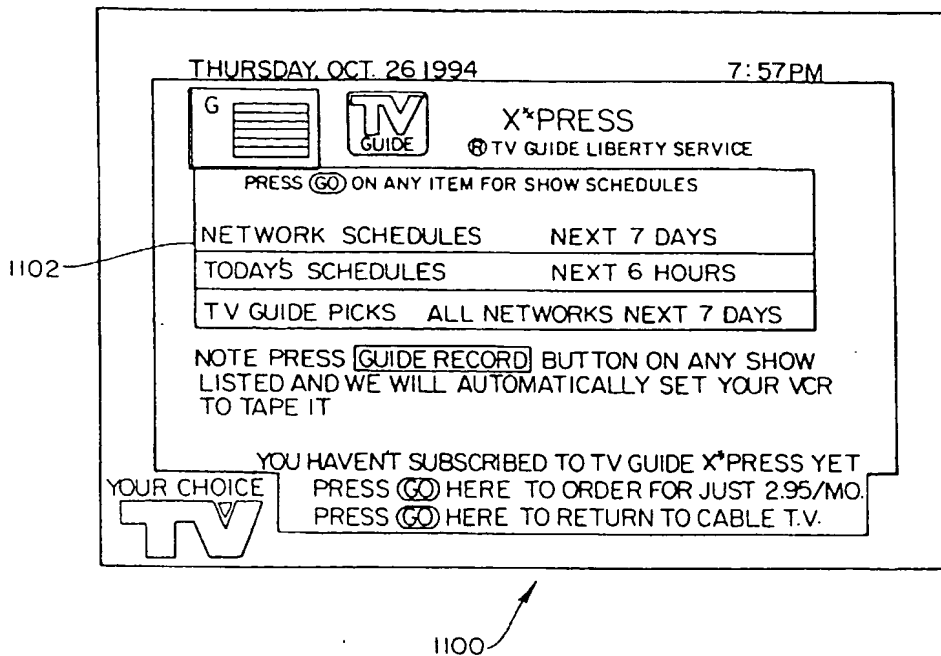 THURSDAY, OCT. 26 1994 7:57PM
G
TV
GUIDE
X*PRESS
® TV GUIDE LIBERTY SERVICE
PRESS GO ON ANY ITEM FOR SHOW SCHEDULES
NETWORK SCHEDULES NEXT 7 DAYS
1102
TODAY'S SCHEDULES NEXT 6 HOURS
TV GUIDE PICKS ALL NETWORKS NEXT 7 DAYS
NOTE PRESS GUIDE RECORD BUTTON ON ANY SHOW
LISTED AND WE WILL AUTOMATICALLY SET YOUR VCR
TO TAPE IT
YOU HAVEN'T SUBSCRIBED TO TV GUIDE X*PRESS YET
YOUR CHOICE
TV
PRESS GO HERE TO ORDER FOR JUST 2.95/MO.
PRESS GO HERE TO RETURN TO CABLE T.V.
1100